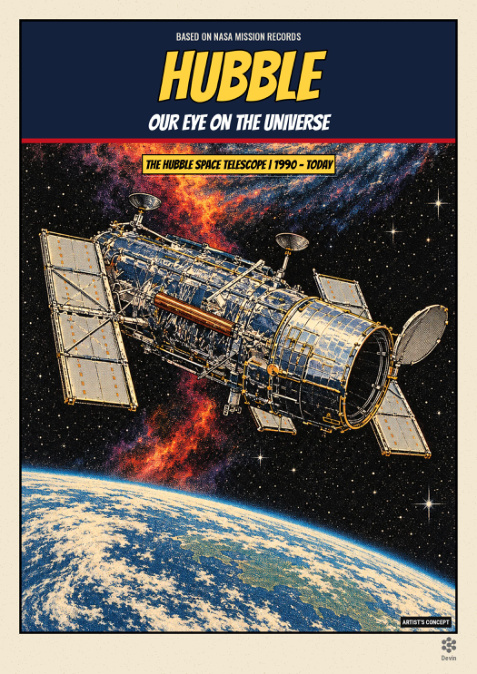 BASED ON NASA MISSION RECORDS
HUBBLE
OUR EYE ON THE UNIVERSE
THE HUBBLE SPACE TELESCOPE | 1990 - TODAY
ARTIST'S CONCEPT
Devin